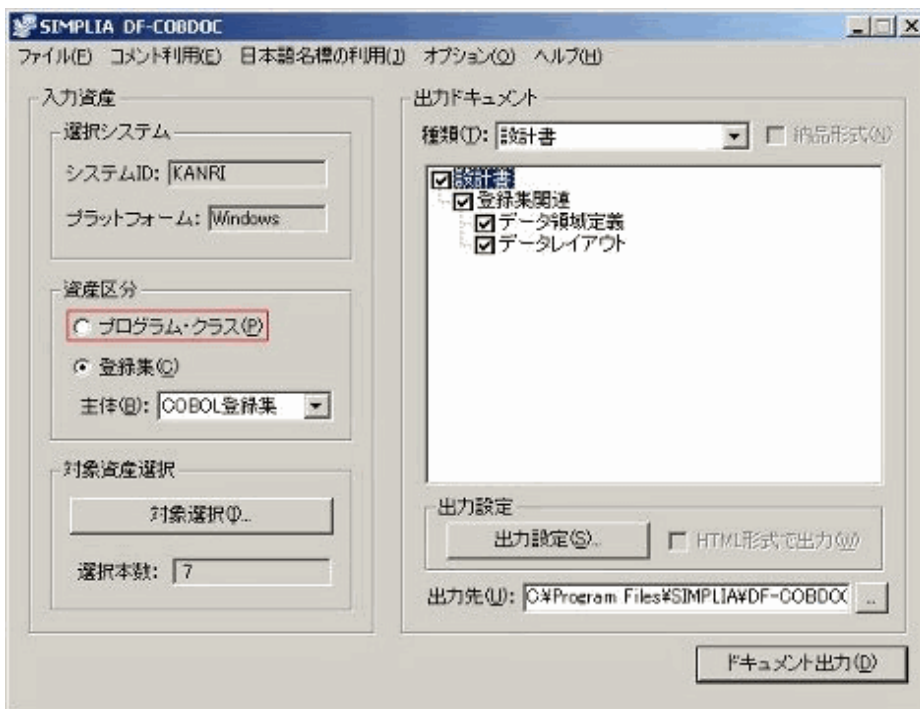 SIMPLIA DF-COBDOC
ファイル(F) コメント利用(E) 日本語名標の利用(J) オプション(O) ヘルプ(H)
入力資産
選択システム
システムID: KANRI
プラットフォーム: Windows
資産区分
プログラム・クラス(P)
登録集(C)
主体(B): COBOL登録集
対象資産選択
対象選択(I)...
選択本数: 7
出力ドキュメント
種類(T): 設計書
納品形式(N)
設計書
登録集関連
データ領域定義
データレイアウト
出力設定
出力設定(S)...
HTML形式で出力(W)
出力先(U): C:¥Program Files¥SIMPLIA¥DF-COBDOC
..
ドキュメント出力(D)